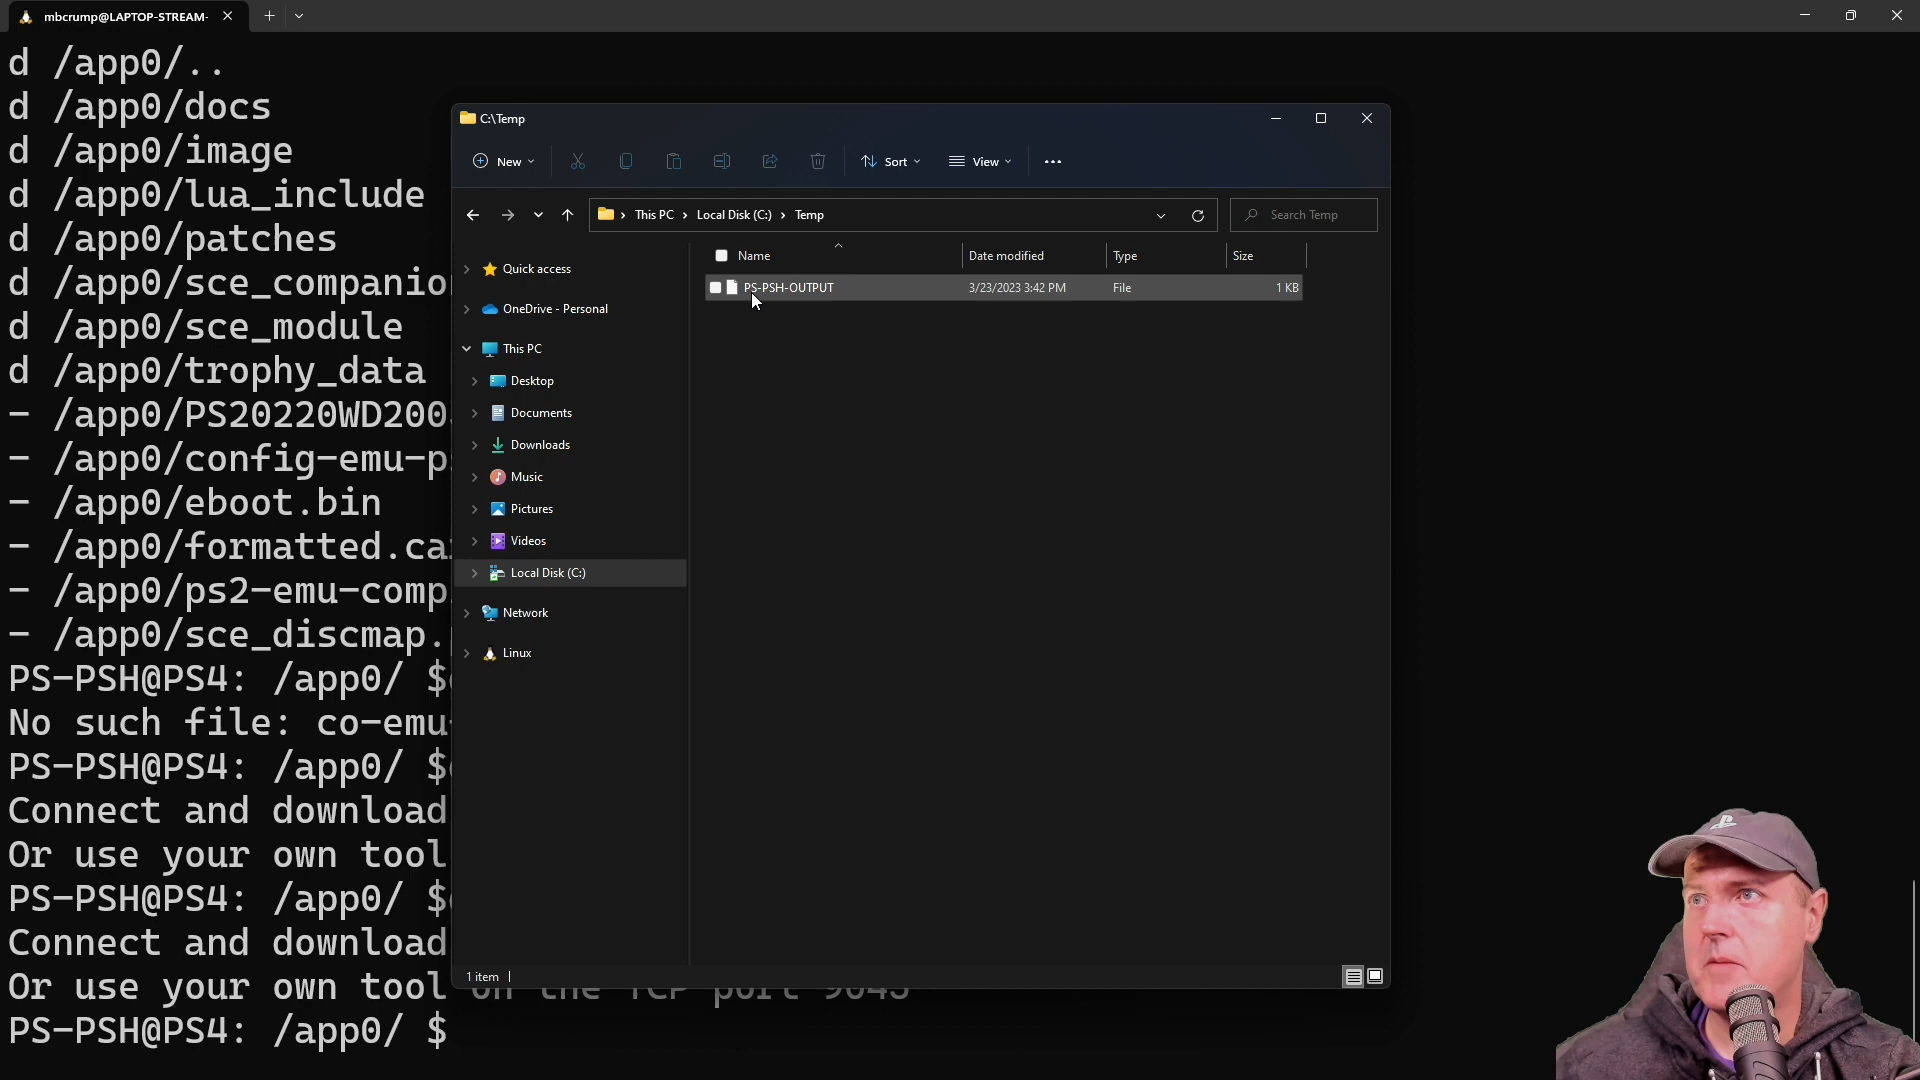 mbcrump@LAPTOP-STREAM-
d /app0/..
d /app0/docs
d /app0/image
d /app0/lua_include
d /app0/patches
d /app0/sce_companio
d /app0/sce_module
d /app0/trophy_data
- /app0/PS20220WD200
- /app0/config-emu-p
- /app0/eboot.bin
- /app0/formatted.ca
- /app0/ps2-emu-comp
- /app0/sce_discmap.
PS-PSH@PS4: /app0/ $
No such file: co-emu
PS-PSH@PS4: /app0/ $
Connect and download
Or use your own tool
PS-PSH@PS4: /app0/ $
Connect and download
Or use your own tool on the TCP port
PS-PSH@PS4: /app0/ $
C:\Temp
New
Sort
View
This PC > Local Disk (C:) > Temp
Search Temp
Name Date modified Type Size
PS-PSH-OUTPUT 3/23/2023 3:42 PM File 1 KB
Quick access
OneDrive - Personal
This PC
Desktop
Documents
Downloads
Music
Pictures
Videos
Local Disk (C:)
Network
Linux
1 item